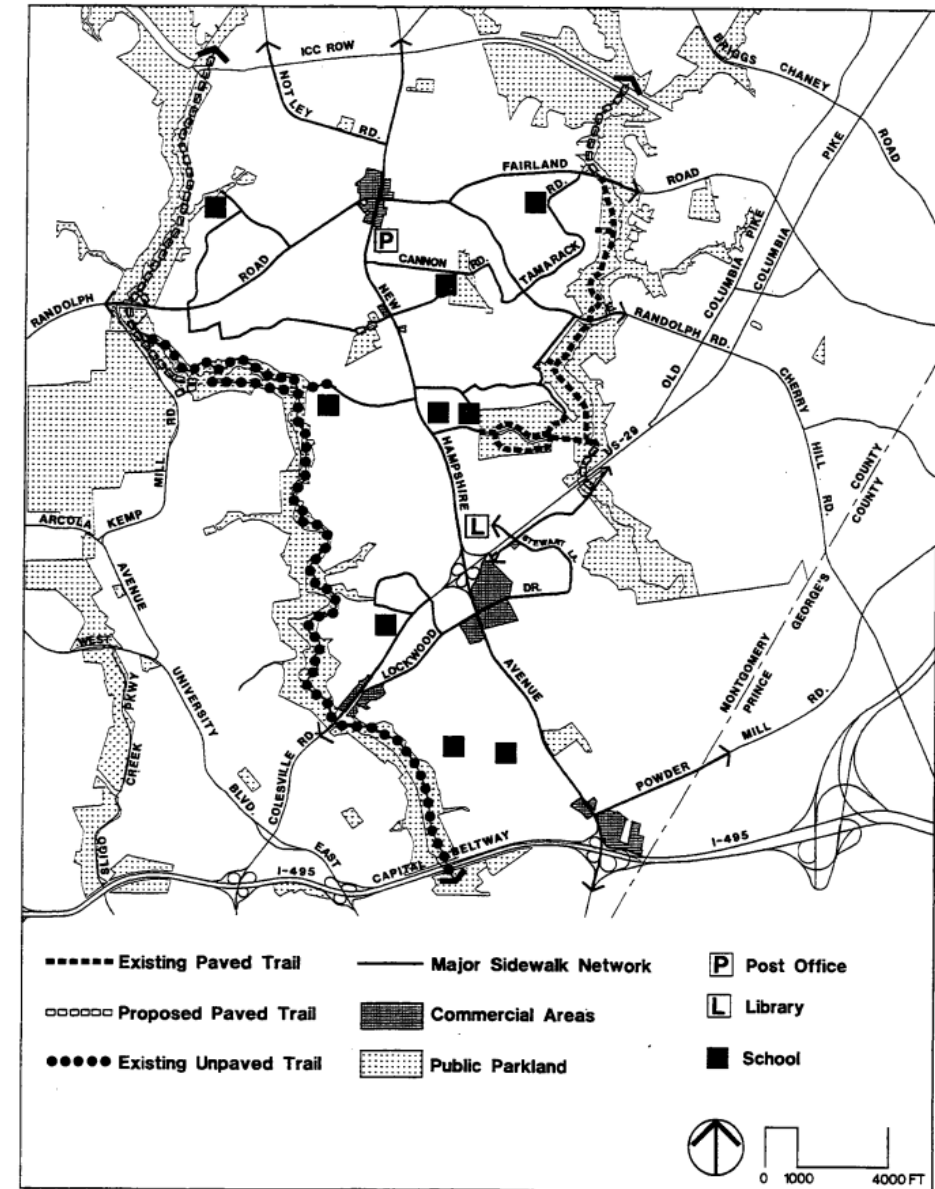 ICC ROW
NOTLEY
RD.
BRIGGS
CHANEY
ROAD
PIKE
FAIRLAND
ROAD
RD.
P
CANNON
RD.
TAMARACK
ROAD
COLUMBIA PIKE
COLUMBIA
RANDOLPH
NEW
RANDOLPH RD.
OLD
CHERRY
HILL
RD.
MILL
RD.
KEMP
ARCOLA
AVENUE
HAMPSHIRE
US-29
COUNTY
COUNTY
L
STEWART LA.
DR.
LOCKWOOD
MONTGOMERY
PRINCE GEORGE'S
WEST
UNIVERSITY
BLVD.
EAST
PKWY
CREEK
SLIGO
COLESVILLE RD.
AVENUE
POWDER
MILL
RD.
I-495
CAPITAL
BELTWAY
I-495
Existing Paved Trail
Major Sidewalk Network
P Post Office
Proposed Paved Trail
Commercial Areas
L Library
Existing Unpaved Trail
Public Parkland
School
0 1000 4000 FT